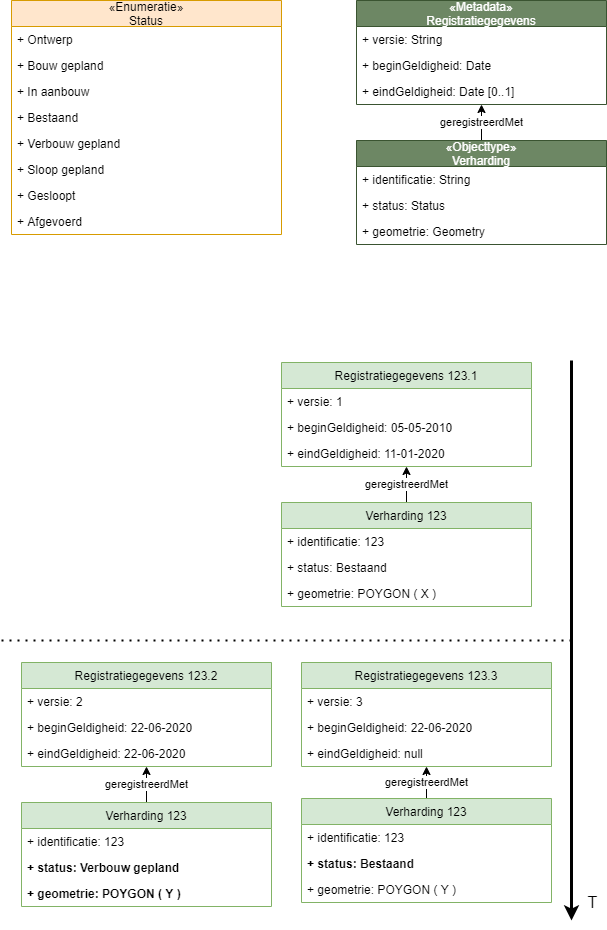 «Enumeratie»
Status
+ Ontwerp
+ Bouw gepland
+ In aanbouw
+ Bestaand
+ Verbouw gepland
+ Sloop gepland
+ Gesloopt
+ Afgevoerd
«Metadata»
Registratiegegevens
+ versie: String
+ beginGeldigheid: Date
+ eindGeldigheid: Date [0..1]
geregistreerdMet
«Objecttype»
Verharding
+ identificatie: String
+ status: Status
+ geometrie: Geometry
Registratiegegevens 123.1
+ versie: 1
+ beginGeldigheid: 05-05-2010
+ eindGeldigheid: 11-01-2020
geregistreerdMet
Verharding 123
+ identificatie: 123
+ status: Bestaand
+ geometrie: POYGON ( X )
Registratiegegevens 123.2
+ versie: 2
+ beginGeldigheid: 22-06-2020
+ eindGeldigheid: 22-06-2020
geregistreerdMet
Verharding 123
+ identificatie: 123
+ status: Verbouw gepland
+ geometrie: POYGON ( Y )
Registratiegegevens 123.3
+ versie: 3
+ beginGeldigheid: 22-06-2020
+ eindGeldigheid: null
geregistreerdMet
Verharding 123
+ identificatie: 123
+ status: Bestaand
+ geometrie: POYGON ( Y )
T